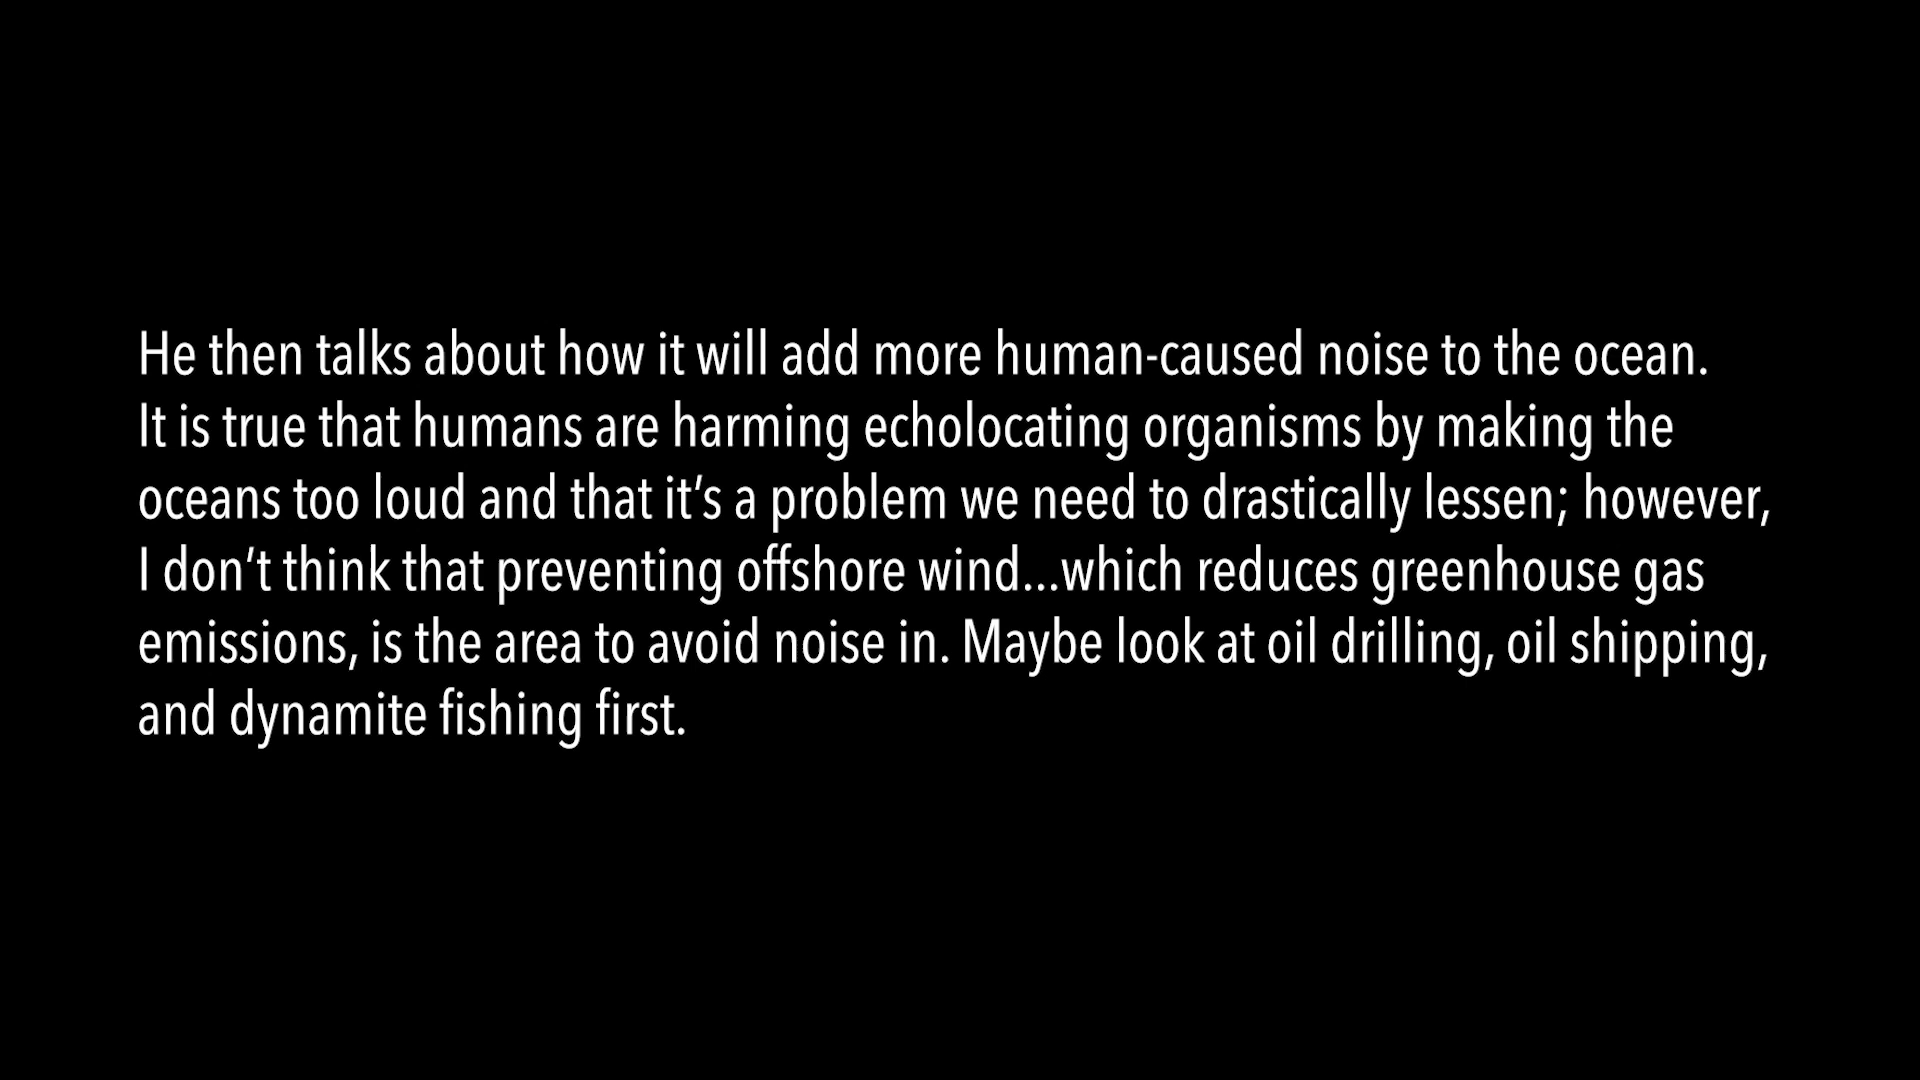 He then talks about how it will add more human-caused noise to the ocean.
It is true that humans are harming echolocating organisms by making the
oceans too loud and that it’s a problem we need to drastically lessen; however,
I don’t think that preventing offshore wind...which reduces greenhouse gas
emissions, is the area to avoid noise in. Maybe look at oil drilling, oil shipping,
and dynamite fishing first.